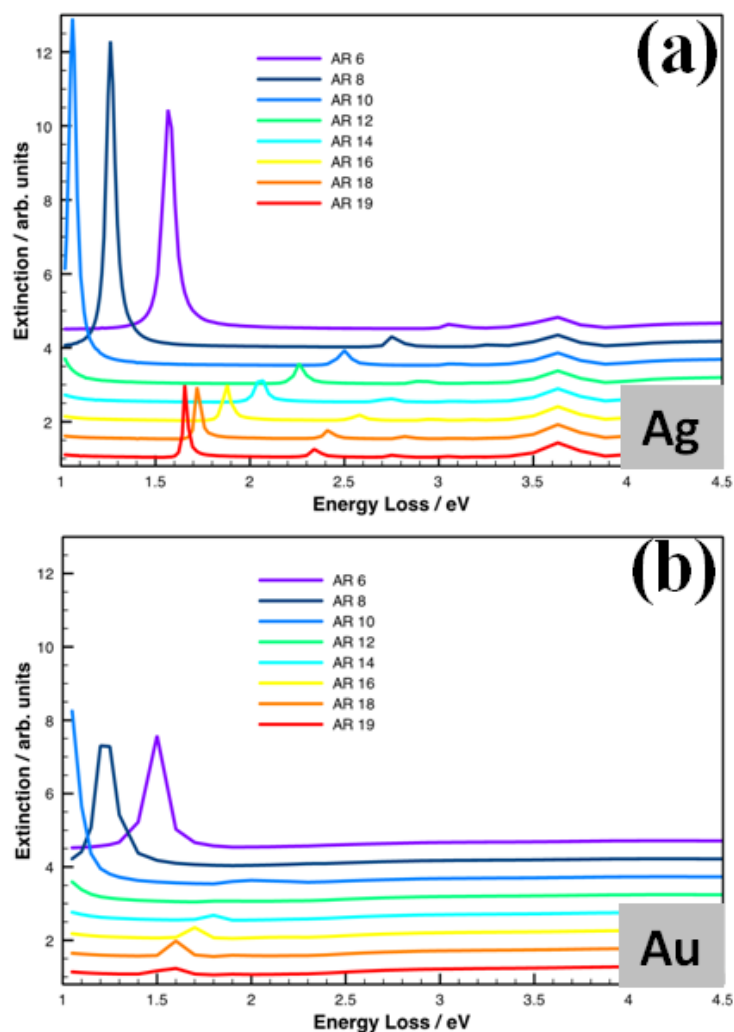 (a)
12
10
8
6
4
2
Extinction / arb. units
AR 6
AR 8
AR 10
AR 12
AR 14
AR 16
AR 18
AR 19
Ag
1 1.5 2 2.5 3 3.5 4 4.5
Energy Loss / eV
(b)
12
10
8
6
4
2
Extinction / arb. units
AR 6
AR 8
AR 10
AR 12
AR 14
AR 16
AR 18
AR 19
Au
1 1.5 2 2.5 3 3.5 4 4.5
Energy Loss / eV